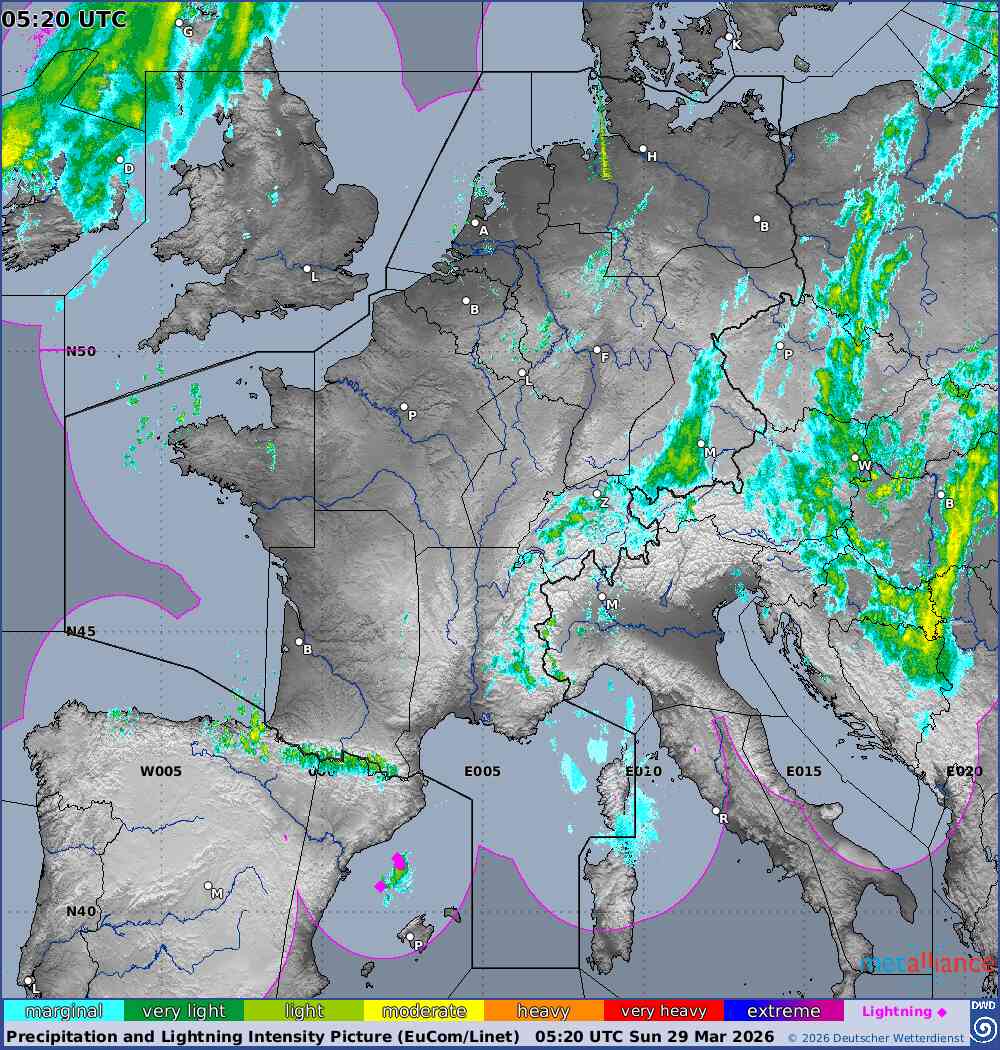 05:20 UTC
G
K
D
H
A
B
L
B
N50
F
P
L
P
M
W
Z
B
M
N45
B
W005
000
E005
E010
E015
E020
R
M
N40
P
L
metalliance
marginal very light light moderate heavy very heavy extreme Lightning
DWD
Precipitation and Lightning Intensity Picture (EuCom/Linet) 05:20 UTC Sun 29 Mar 2026 © 2026 Deutscher Wetterdienst